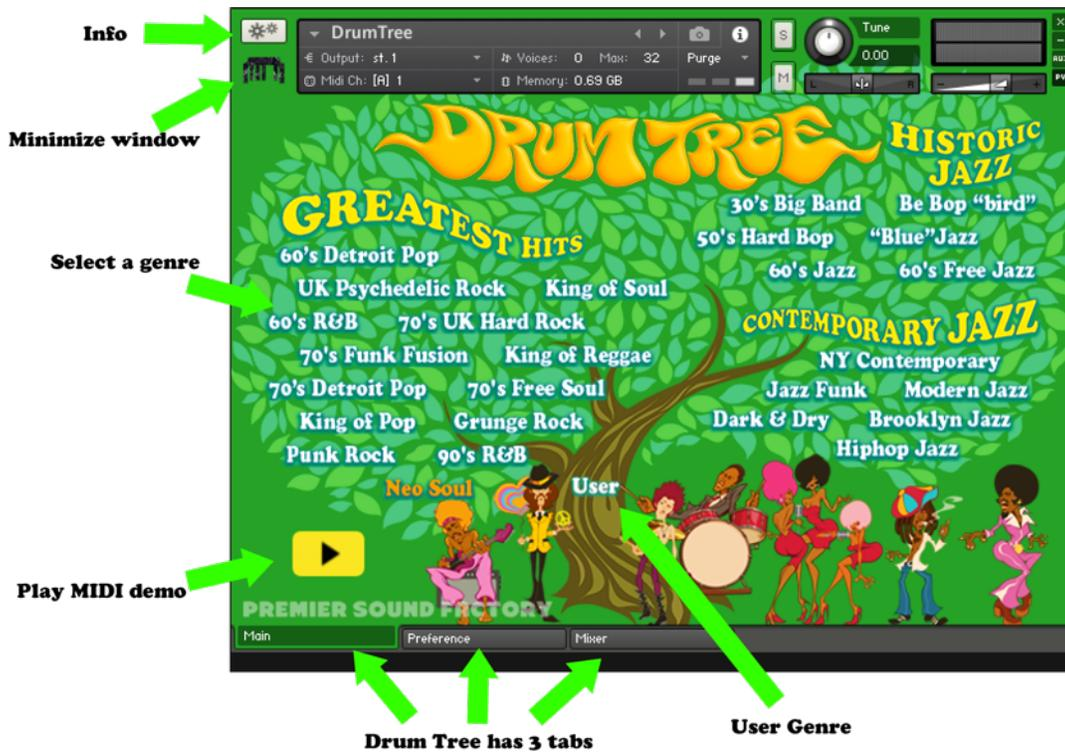 Info
Minimize window
Select a genre
Play MIDI demo
DrumTree
Output: st.1
Voices: 0 Max: 32
Purge
Midi Ch: [A] 1
Memory: 0.69 GB
S
M
Tune
0.00
L
R
-
+
×
-
AUX
PV
DRUM TREE
GREATEST HITS
60's Detroit Pop
UK Psychedelic Rock King of Soul
60's R&B 70's UK Hard Rock
70's Funk Fusion King of Reggae
70's Detroit Pop 70's Free Soul
King of Pop Grunge Rock
Punk Rock 90's R&B
Neo Soul
User
HISTORIC
JAZZ
30's Big Band Be Bop “bird”
50's Hard Bop “Blue”Jazz
60's Jazz 60's Free Jazz
CONTEMPORARY JAZZ
NY Contemporary
Jazz Funk Modern Jazz
Dark & Dry Brooklyn Jazz
Hiphop Jazz
PREMIER SOUND FACTORY
Main
Preference
Mixer
Drum Tree has 3 tabs
User Genre